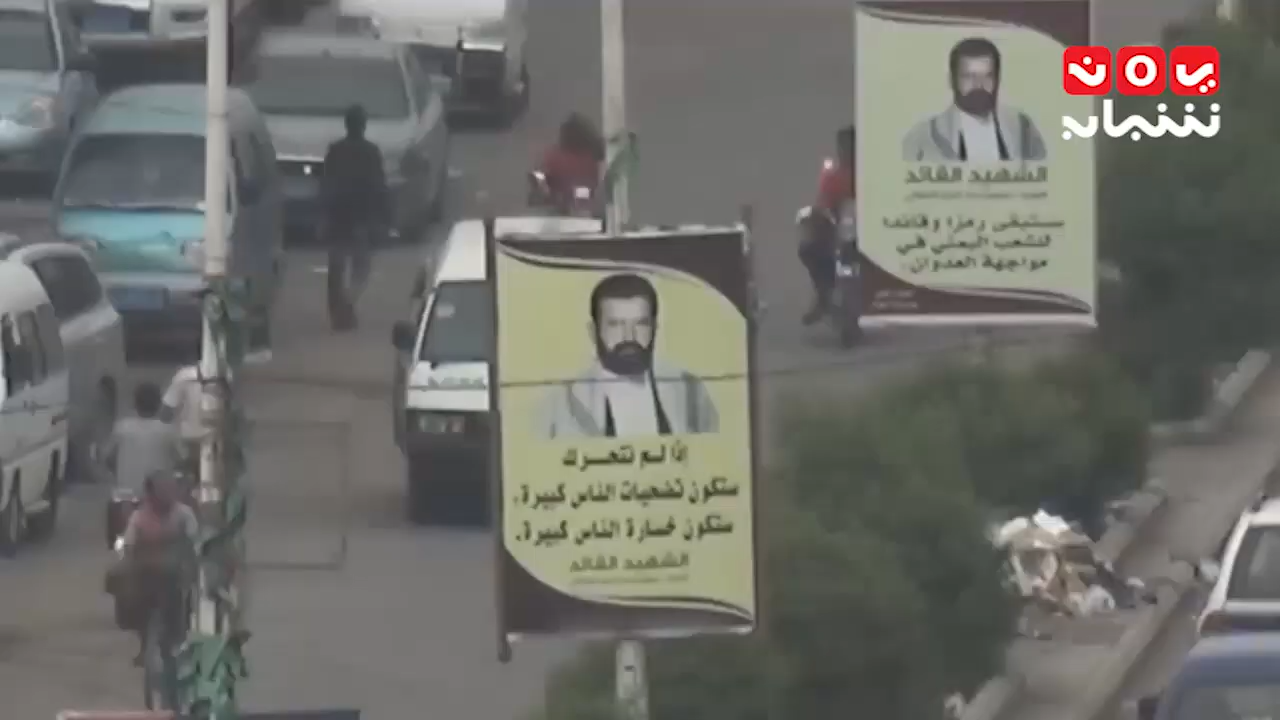 يمن
شباب
الشهيد القائد
ستبقى رمزا وقائدا
للشعب اليمني في
مواجهة العدوان.
إذا لم نتحرك
ستكون تضحيات الناس كبيرة،
ستكون خسارة الناس كبيرة.
الشهيد القائد